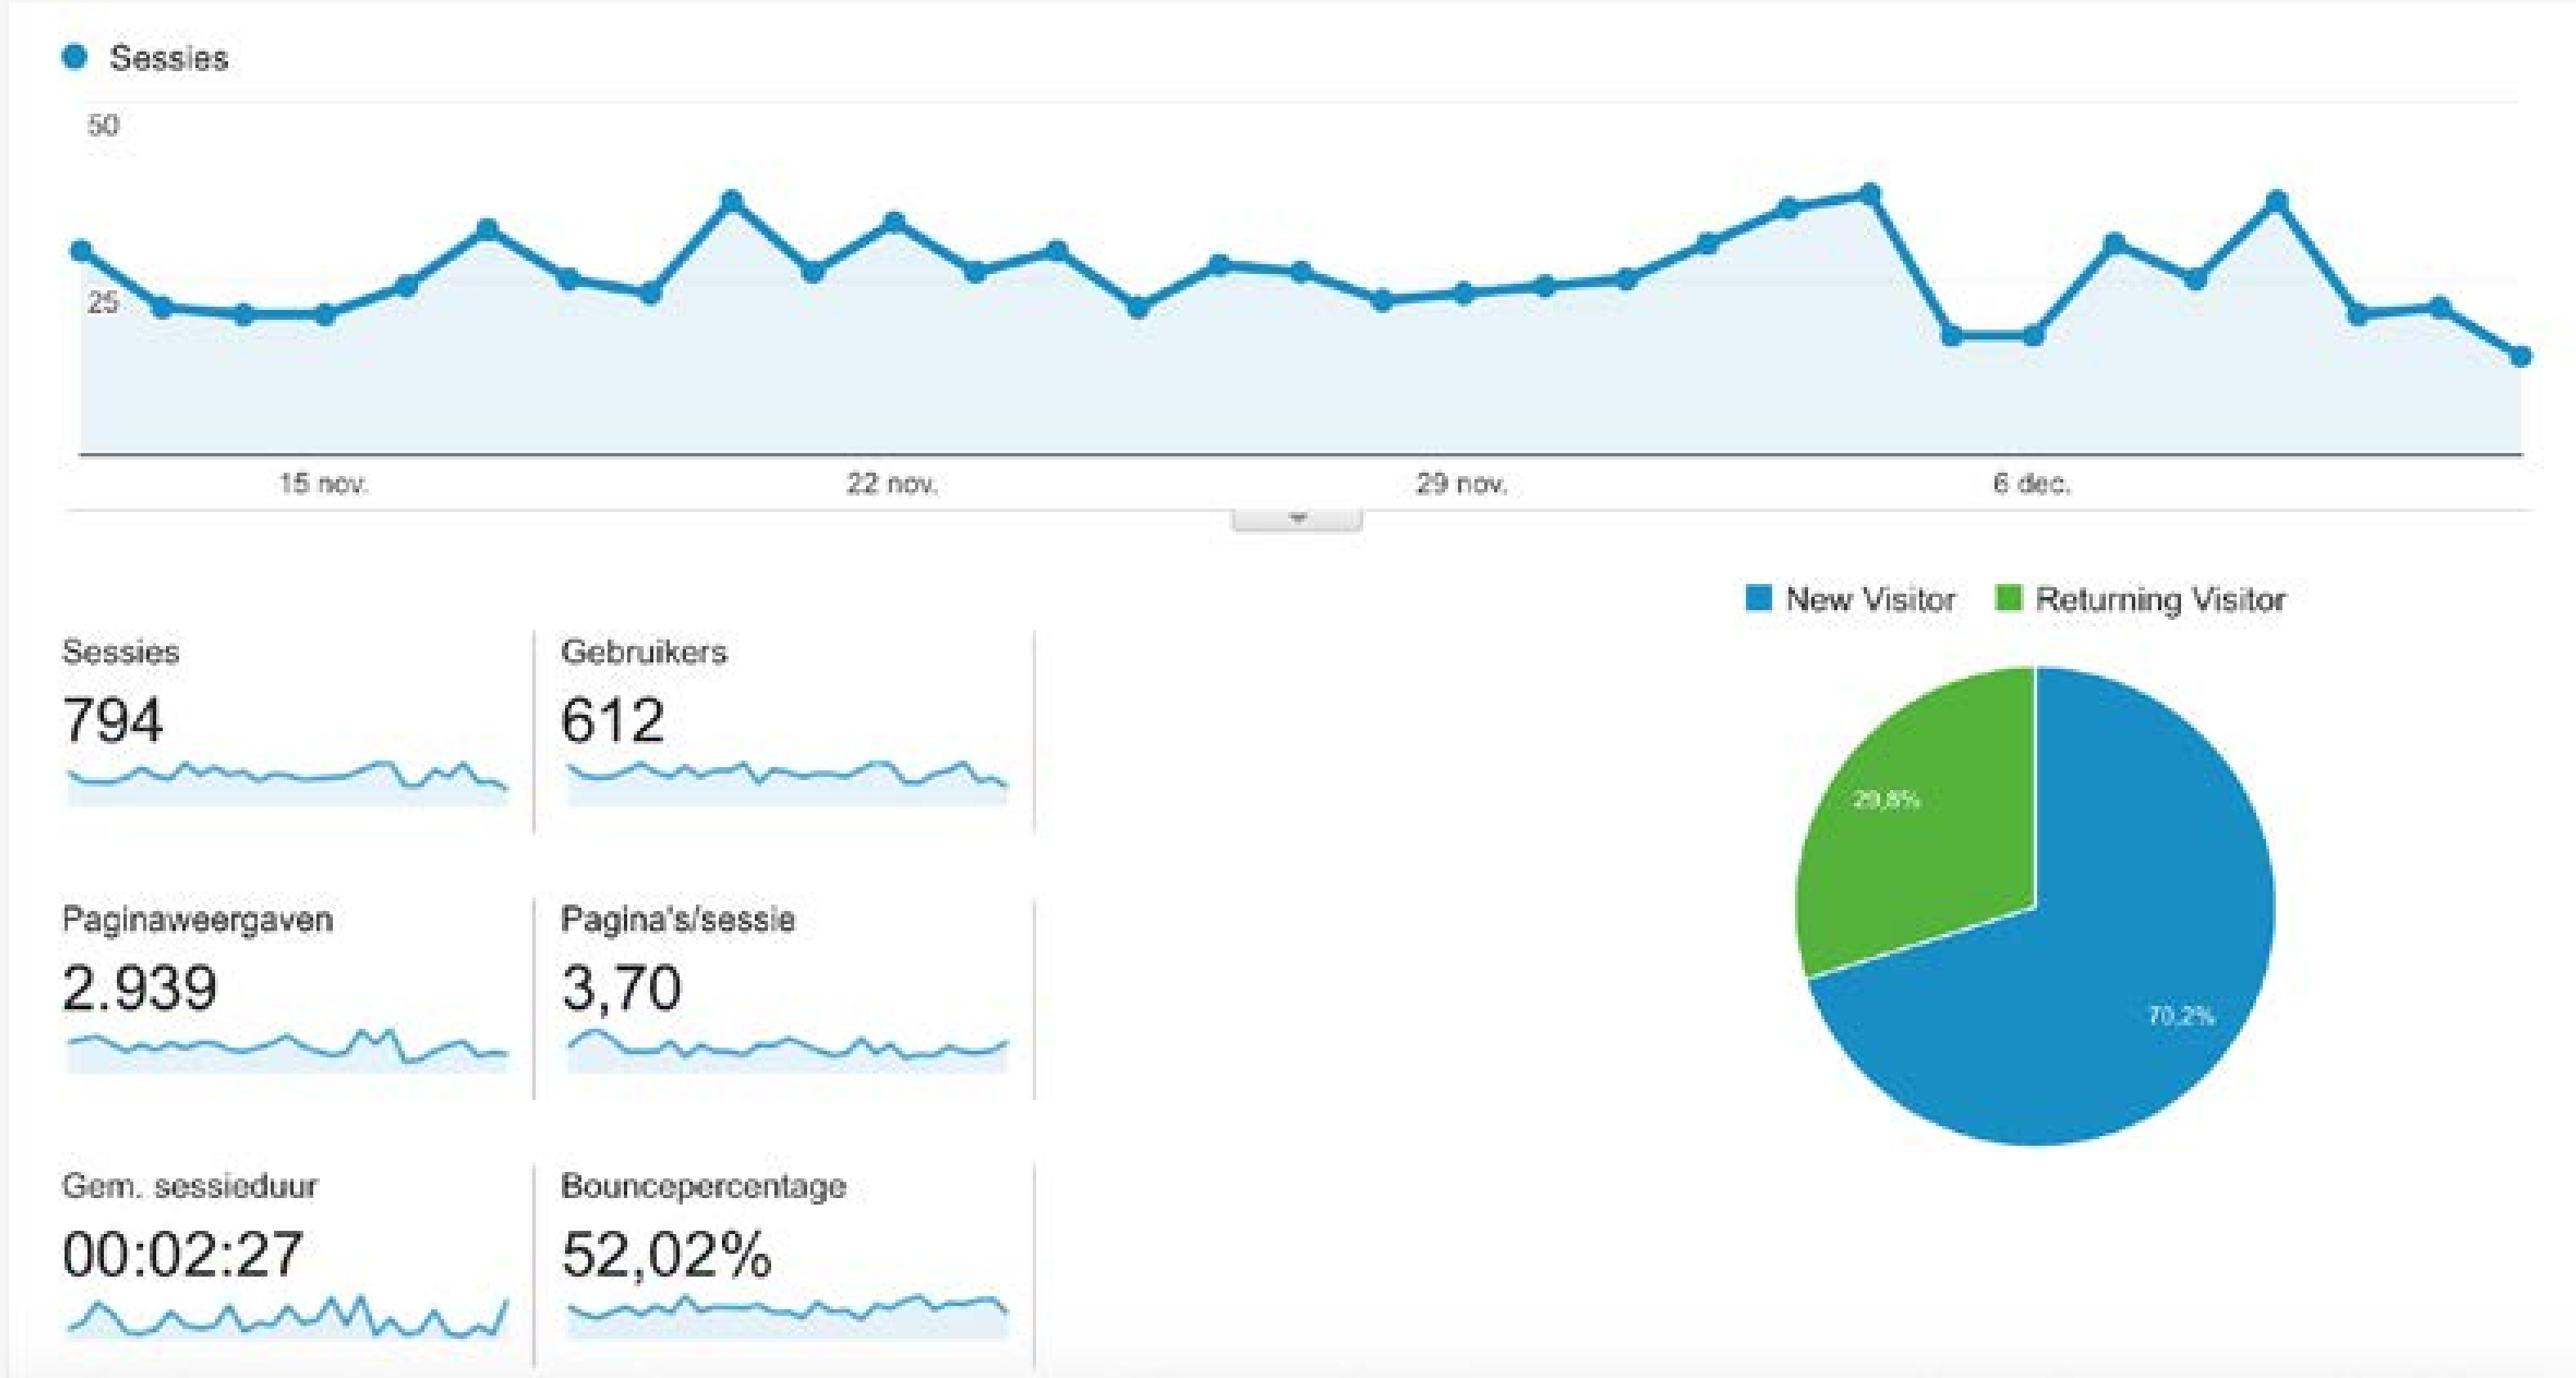 Sessies
50
25
15 nov. 22 nov. 29 nov. 6 dec.
New Visitor Returning Visitor
Sessies Gebruikers
794 612
29,8%
Paginaweergaven Pagina's/sessie
2.939 3,70
70,2%
Gem. sessieduur Bouncepercentage
00:02:27 52,02%